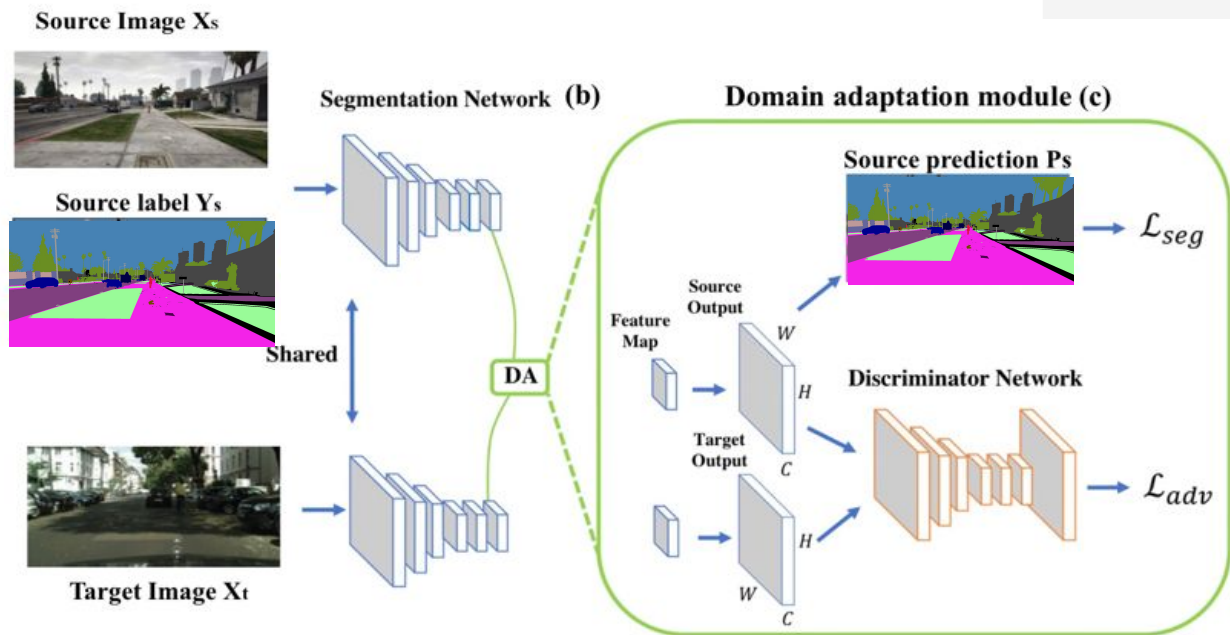 Source Image Xs
Segmentation Network (b)
Source label Ys
Shared
DA
Target Image Xt
Domain adaptation module (c)
Source prediction Ps
ℒseg
Source
Output
Feature
Map
W
H
C
Discriminator Network
Target
Output
H
W
C
ℒadv